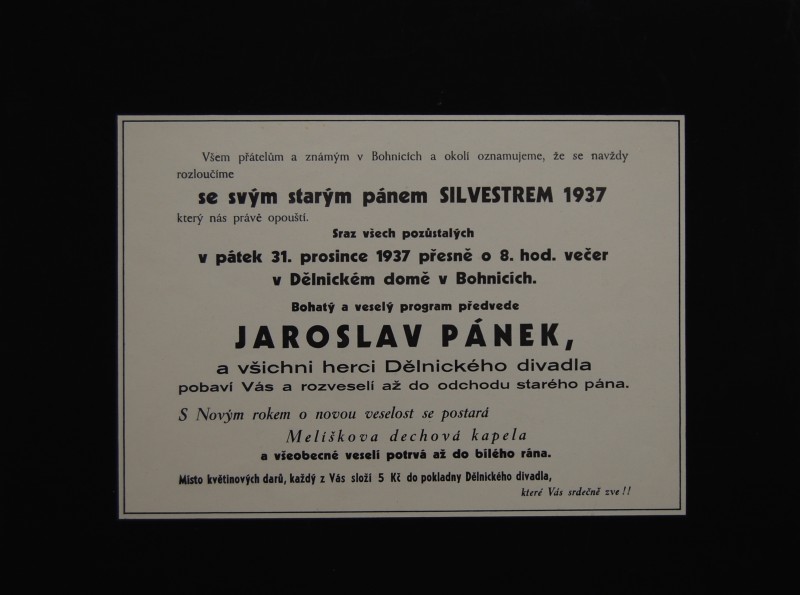 Všem přátelům a známým v Bohnicích a okolí oznamujeme, že se navždy
rozloučíme
se svým starým pánem SILVESTREM 1937
který nás právě opouští.
Sraz všech pozůstalých
v pátek 31. prosince 1937 přesně o 8. hod. večer
v Dělnickém domě v Bohnicích.
Bohatý a veselý program předvede
JAROSLAV PÁNEK,
a všichni herci Dělnického divadla
pobaví Vás a rozveselí až do odchodu starého pána.
S Novým rokem o novou veselost se postará
Melíškova dechová kapela
a všeobecné veselí potrvá až do bílého rána.
Místo květinových darů, každý z Vás složí 5 Kč do pokladny Dělnického divadla,
které Vás srdečně zve!!